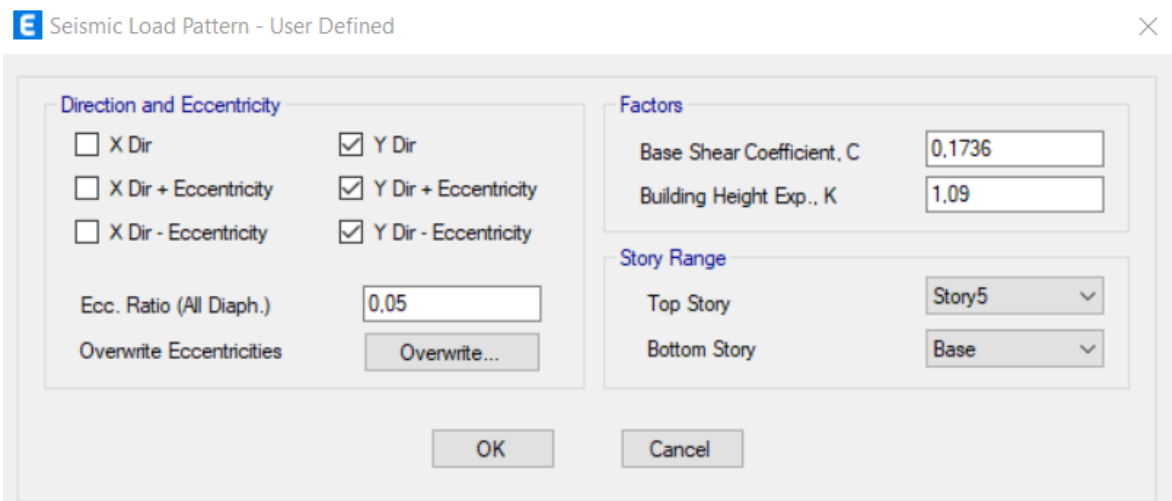 Seismic Load Pattern - User Defined
Direction and Eccentricity
X Dir
Y Dir
X Dir + Eccentricity
Y Dir + Eccentricity
X Dir - Eccentricity
Y Dir - Eccentricity
Ecc. Ratio (All Diaph.)
0,05
Overwrite Eccentricities
Overwrite...
Factors
Base Shear Coefficient, C
0,1736
Building Height Exp., K
1,09
Story Range
Top Story
Story5
Bottom Story
Base
OK
Cancel